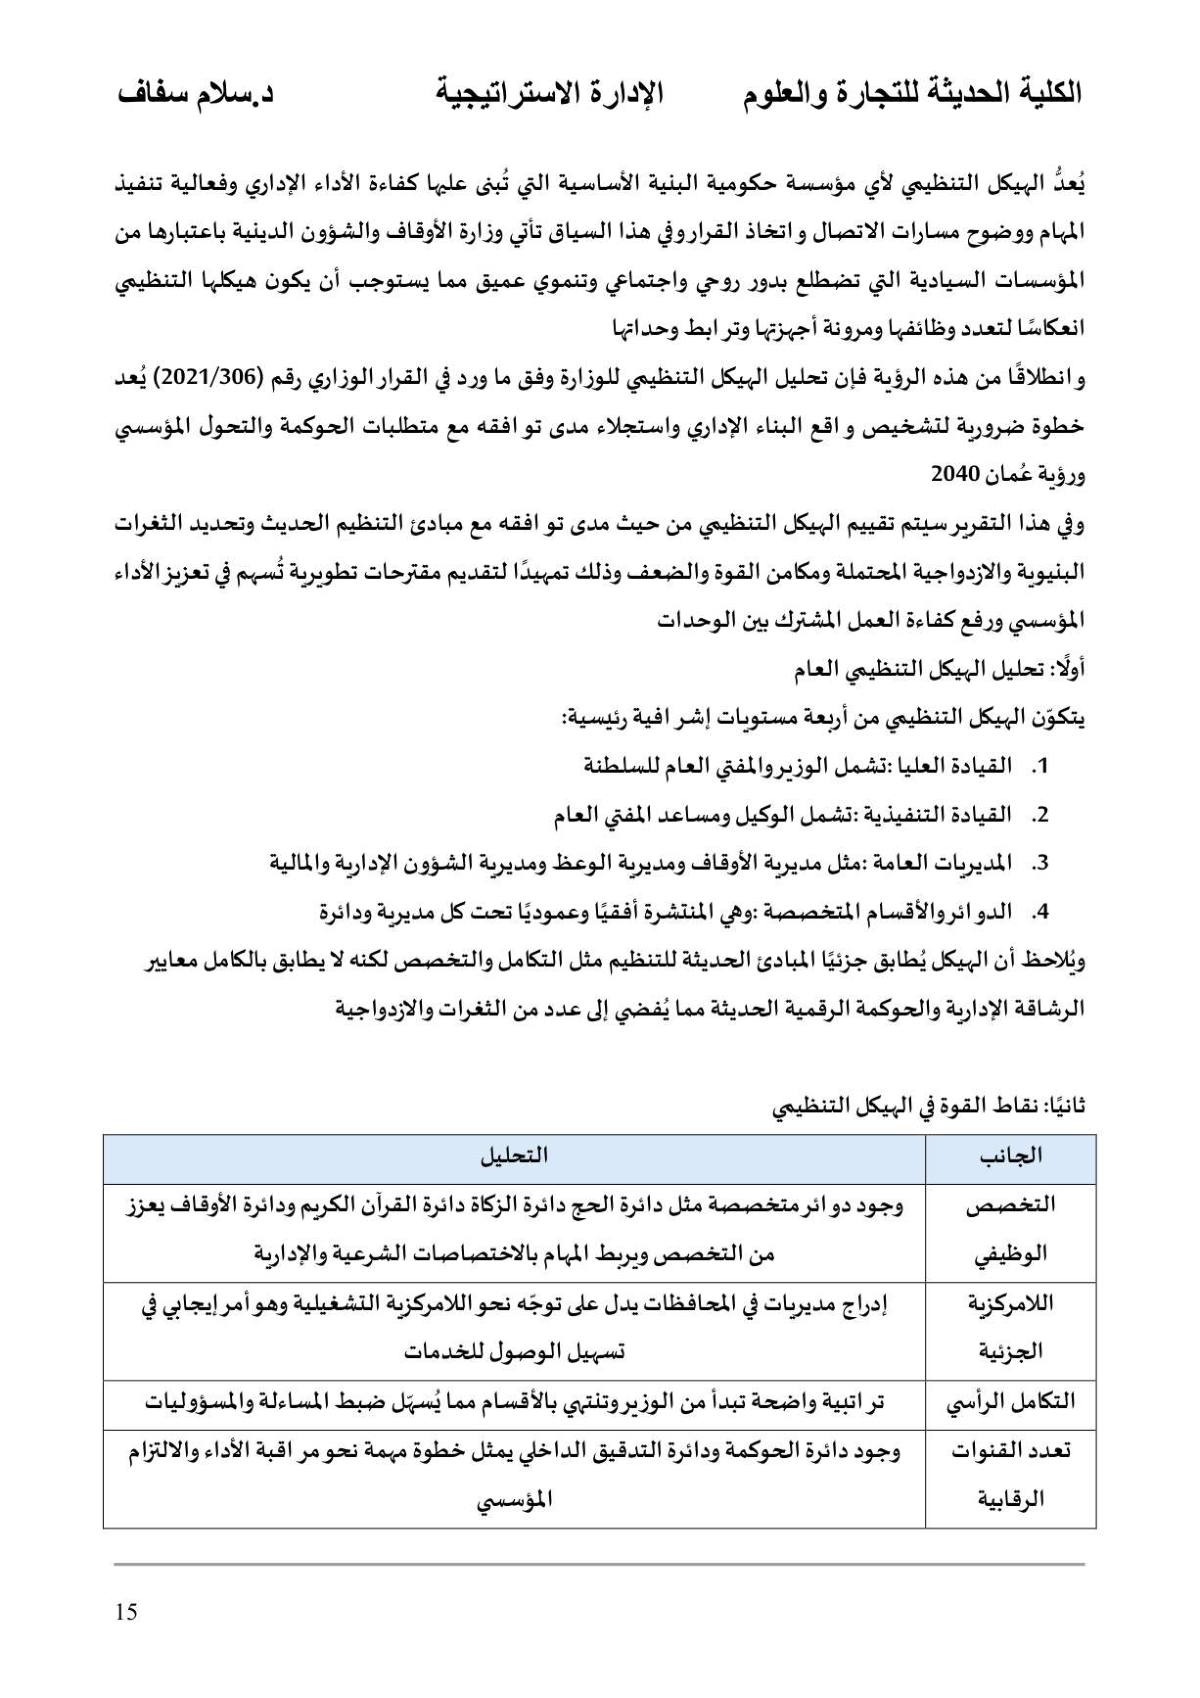 الكلية الحديثة للتجارة والعلوم الإدارة الاستراتيجية د.سلام سفاف
يُعدُّ الهيكل التنظيمي لأي مؤسسة حكومية البنية الأساسية التي تُبنى عليها كفاءة الأداء الإداري وفعالية تنفيذ
المهام ووضوح مسارات الاتصال واتخاذ القرار وفي هذا السياق تأتي وزارة الأوقاف والشؤون الدينية باعتبارها من
المؤسسات السيادية التي تضطلع بدور روحي واجتماعي وتنموي عميق مما يستوجب أن يكون هيكلها التنظيمي
انعكاسًا لتعدد وظائفها ومرونة أجهزتها وترابط وحداتها
وانطلاقًا من هذه الرؤية فإن تحليل الهيكل التنظيمي للوزارة وفق ما ورد في القرار الوزاري رقم (2021/306) يُعد
خطوة ضرورية لتشخيص واقع البناء الإداري واستجلاء مدى توافقه مع متطلبات الحوكمة والتحول المؤسسي
ورؤية عُمان 2040
وفي هذا التقرير سيتم تقييم الهيكل التنظيمي من حيث مدى توافقه مع مبادئ التنظيم الحديث وتحديد الثغرات
البنيوية والازدواجية المحتملة ومكامن القوة والضعف وذلك تمهيدًا لتقديم مقترحات تطويرية تُسهم في تعزيز الأداء
المؤسسي ورفع كفاءة العمل المشترك بين الوحدات
أولًا: تحليل الهيكل التنظيمي العام
يتكوّن الهيكل التنظيمي من أربعة مستويات إشرافية رئيسية:
1. القيادة العليا :تشمل الوزير والمفتي العام للسلطنة
2. القيادة التنفيذية :تشمل الوكيل ومساعد المفتي العام
3. المديريات العامة :مثل مديرية الأوقاف ومديرية الوعظ ومديرية الشؤون الإدارية والمالية
4. الدوائر والأقسام المتخصصة :وهي المنتشرة أفقيًا وعموديًا تحت كل مديرية ودائرة
ويُلاحظ أن الهيكل يُطابق جزئيًا المبادئ الحديثة للتنظيم مثل التكامل والتخصص لكنه لا يطابق بالكامل معايير
الرشاقة الإدارية والحوكمة الرقمية الحديثة مما يُفضي إلى عدد من الثغرات والازدواجية
ثانيًا: نقاط القوة في الهيكل التنظيمي
الجانب التحليل
التخصص وجود دوائر متخصصة مثل دائرة الحج دائرة الزكاة دائرة القرآن الكريم ودائرة الأوقاف يعزز
الوظيفي من التخصص ويربط المهام بالاختصاصات الشرعية والإدارية
اللامركزية إدراج مديريات في المحافظات يدل على توجّه نحو اللامركزية التشغيلية وهو أمر إيجابي في
الجزئية تسهيل الوصول للخدمات
التكامل الرأسي تراتبية واضحة تبدأ من الوزير وتنتهي بالأقسام مما يُسهّل ضبط المساءلة والمسؤوليات
تعدد القنوات وجود دائرة الحوكمة ودائرة التدقيق الداخلي يمثل خطوة مهمة نحو مراقبة الأداء والالتزام
الرقابية المؤسسي
15